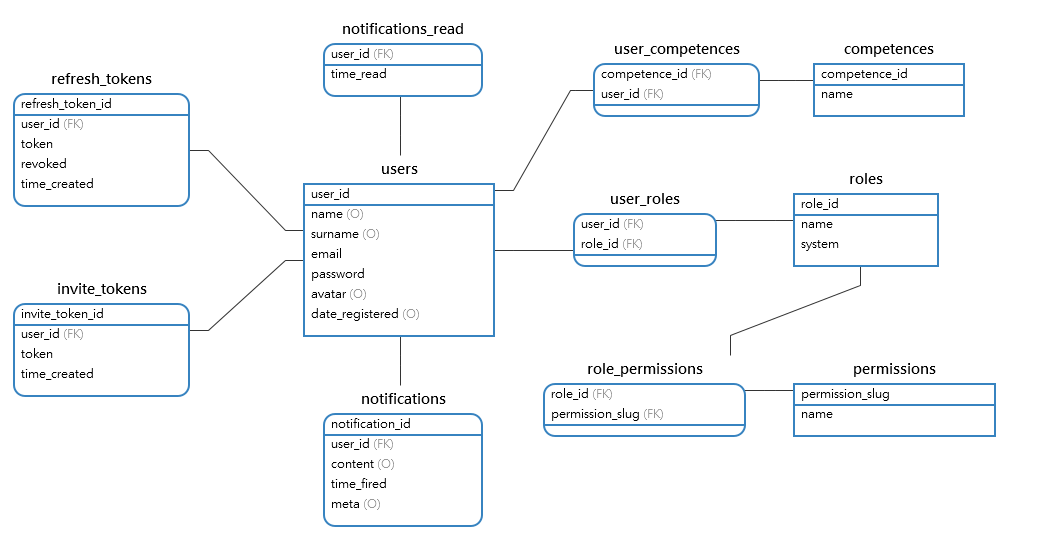 notifications_read
user_id (FK)
time_read
user_competences
competence_id (FK)
user_id (FK)
competences
competence_id
name
refresh_tokens
refresh_token_id
user_id (FK)
token
revoked
time_created
users
user_id
name (O)
surname (O)
email
password
avatar (O)
date_registered (O)
user_roles
user_id (FK)
role_id (FK)
roles
role_id
name
system
invite_tokens
invite_token_id
user_id (FK)
token
time_created
notifications
notification_id
user_id (FK)
content (O)
time_fired
meta (O)
role_permissions
role_id (FK)
permission_slug (FK)
permissions
permission_slug
name